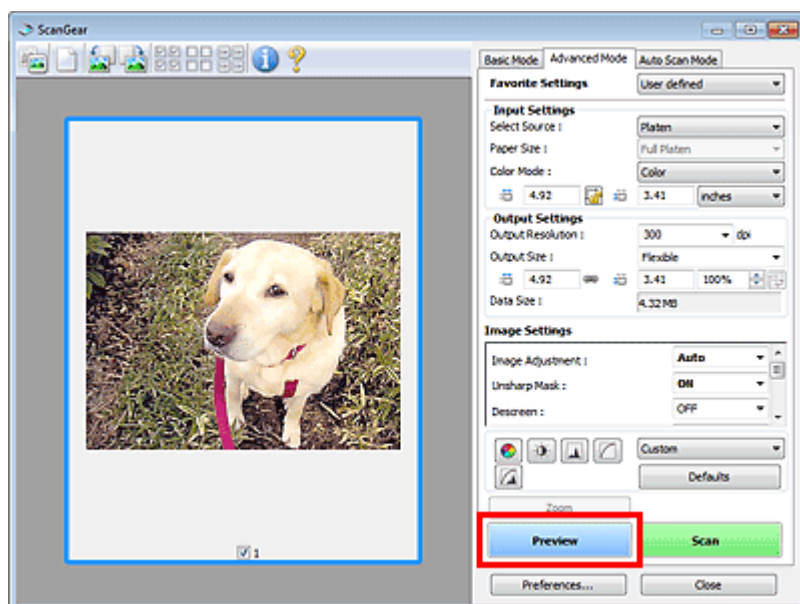 ScanGear
Basic Mode Advanced Mode Auto Scan Mode
Favorite Settings User defined
Input Settings
Select Source : Platen
Paper Size : Full Platen
Color Mode : Color
4.92 3.41 inches
Output Settings
Output Resolution : 300 dpi
Output Size : Flexible
4.92 3.41 100%
Data Size : 4.32 MB
Image Settings
Image Adjustment : Auto
Unsharp Mask : ON
Descreen : OFF
Custom
Defaults
Zoom
Preview Scan
1
Preferences... Close